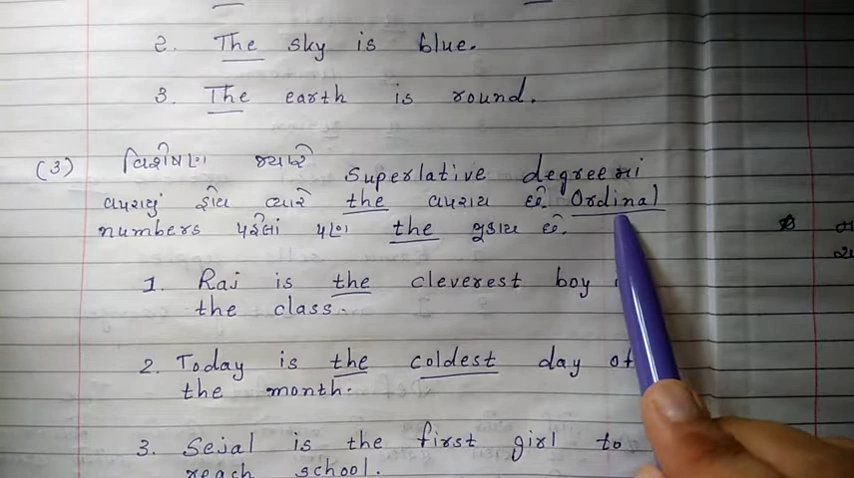 2. The sky is blue.
3. The earth is round.
(3) વિશેષણ જ્યારે superlative degree માં
વપરાયું હોય ત્યારે the વપરાય છે. Ordinal
numbers પહેલાં પણ the મુકાય છે.
1. Raj is the cleverest boy
the class.
2. Today is the coldest day of
the month.
3. Sejal is the first girl to
reach school.